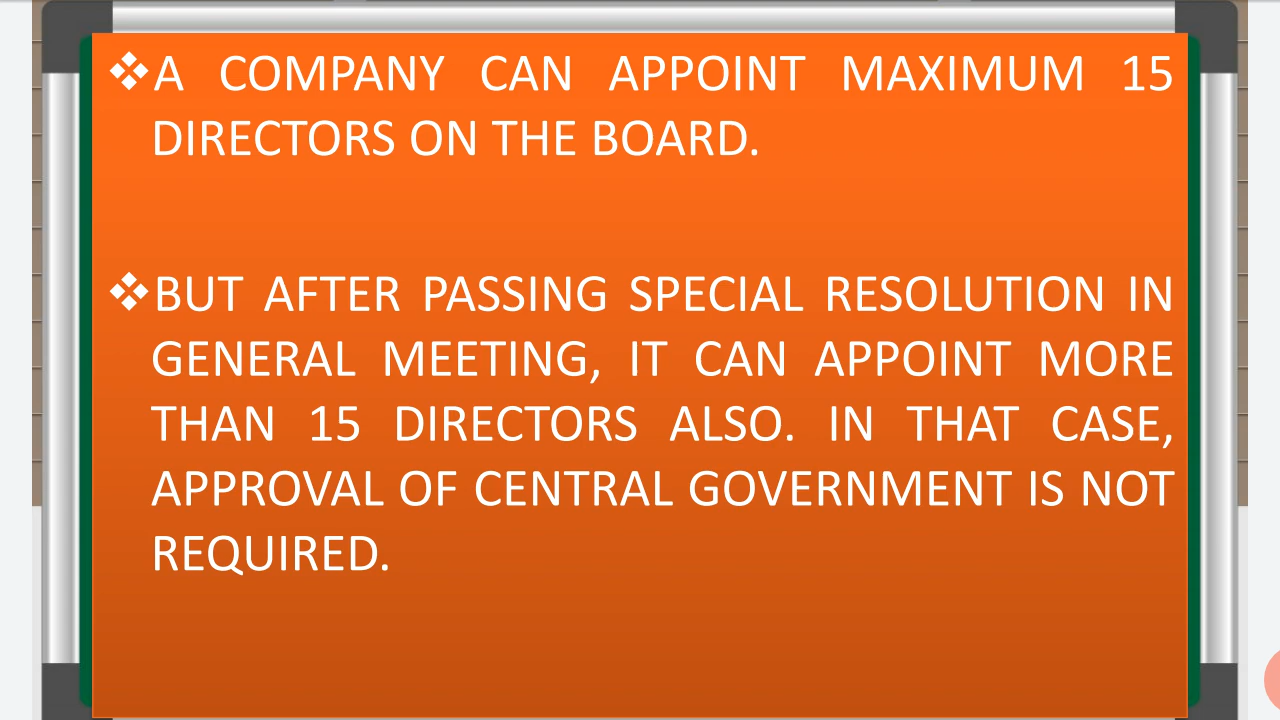 ❖A COMPANY CAN APPOINT MAXIMUM 15
DIRECTORS ON THE BOARD.
❖BUT AFTER PASSING SPECIAL RESOLUTION IN
GENERAL MEETING, IT CAN APPOINT MORE
THAN 15 DIRECTORS ALSO. IN THAT CASE,
APPROVAL OF CENTRAL GOVERNMENT IS NOT
REQUIRED.